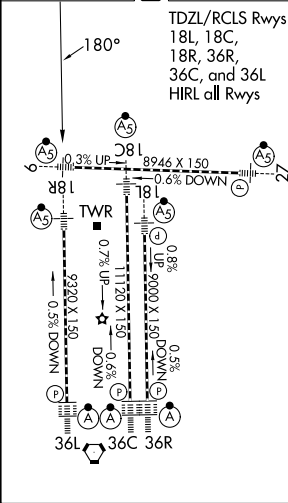 TDZL/RCLS Rwys
18L, 18C,
18R, 36R,
36C, and 36L
HIRL all Rwys
180°
A5
18C
A5
9
0.3% UP
8946 X 150
A5
27
P
0.6% DOWN
18R
18L
A5
TWR
A5
P
0.8% UP
0.7% UP
9320 X 150
11120 X 150
9000 X 150
0.5% DOWN
0.6% DOWN
0.5%
P
P
P
A
A
A
36L
36C
36R